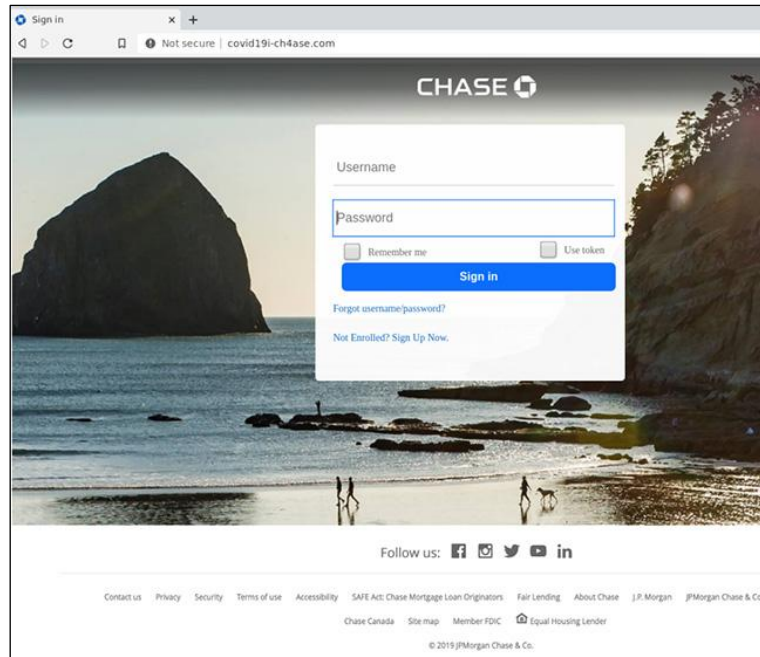 Sign in
Not secure | covid19i-ch4ase.com
CHASE
Username
Password
Remember me Use token
Sign in
Forgot username/password?
Not Enrolled? Sign Up Now.
Follow us:
Contact us Privacy Security Terms of use Accessibility SAFE Act: Chase Mortgage Loan Originators Fair Lending About Chase J.P. Morgan JPMorgan Chase & Co
Chase Canada Site map Member FDIC Equal Housing Lender
© 2019 JPMorgan Chase & Co.